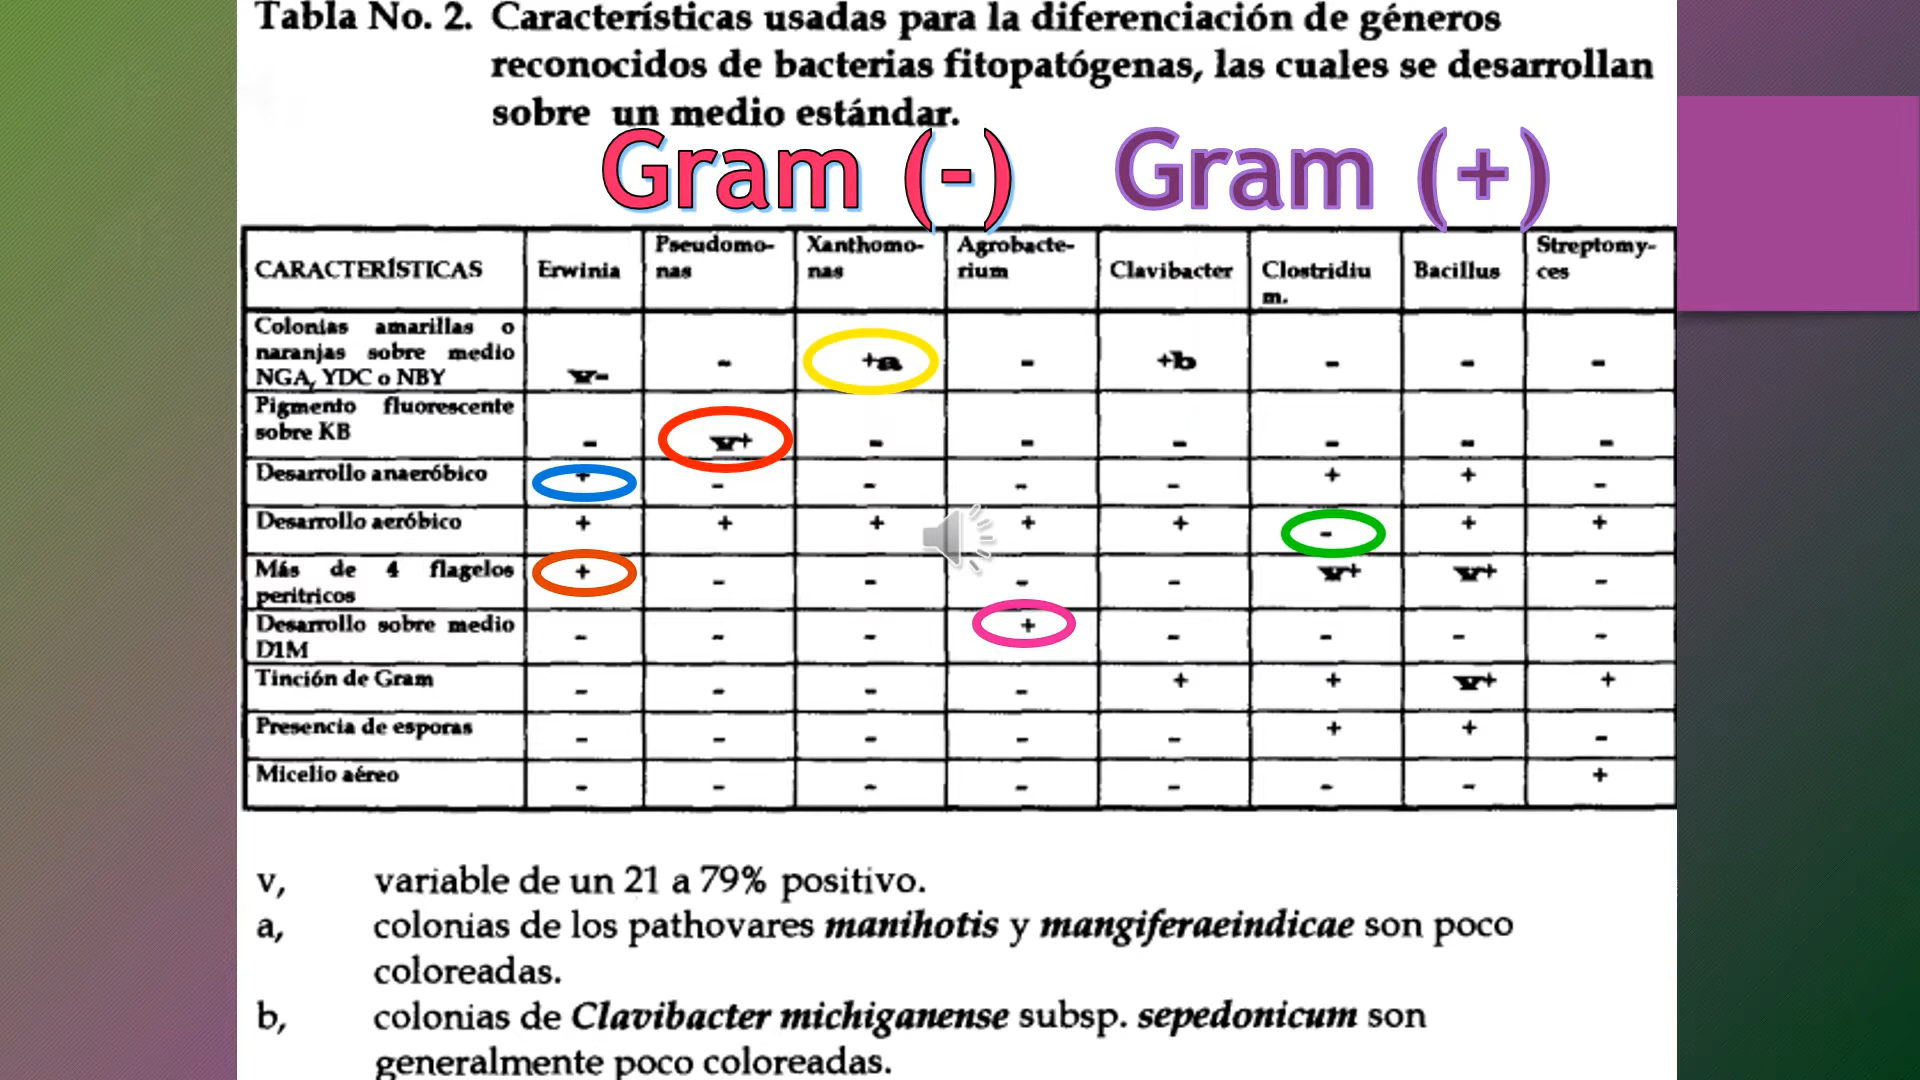 Tabla No. 2. Características usadas para la diferenciación de géneros
reconocidos de bacterias fitopatógenas, las cuales se desarrollan
sobre un medio estándar.
Gram (-) Gram (+)
CARACTERÍSTICAS Erwinia Pseudomo-nas Xanthomo-nas Agrobacte-rium Clavibacter Clostridiu m. Bacillus Streptomy-ces
Colonias amarillas o
naranjas sobre medio
NGA, YDC o NBY v- - +a - +b - - -
Pigmento fluorescente
sobre KB - v+ - - - - - -
Desarrollo anaeróbico + - - - - + + -
Desarrollo aeróbico + + + + + - + +
Más de 4 flagelos
peritricos + - - - - v+ v+ -
Desarrollo sobre medio
D1M - - - + - - - -
Tinción de Gram - - - - + + v+ +
Presencia de esporas - - - - - + + -
Micelio aéreo - - - - - - - +
v, variable de un 21 a 79% positivo.
a, colonias de los pathovares manihotis y mangiferaeindicae son poco
coloreadas.
b, colonias de Clavibacter michiganense subsp. sepedonicum son
generalmente poco coloreadas.